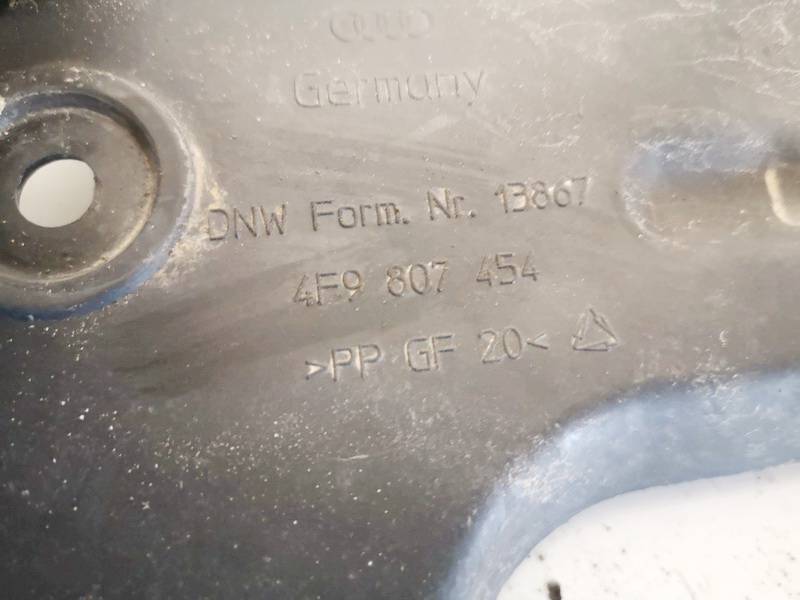 Germany
DNW Form. Nr. 13867
4F9 807 454
>PP GF 20<